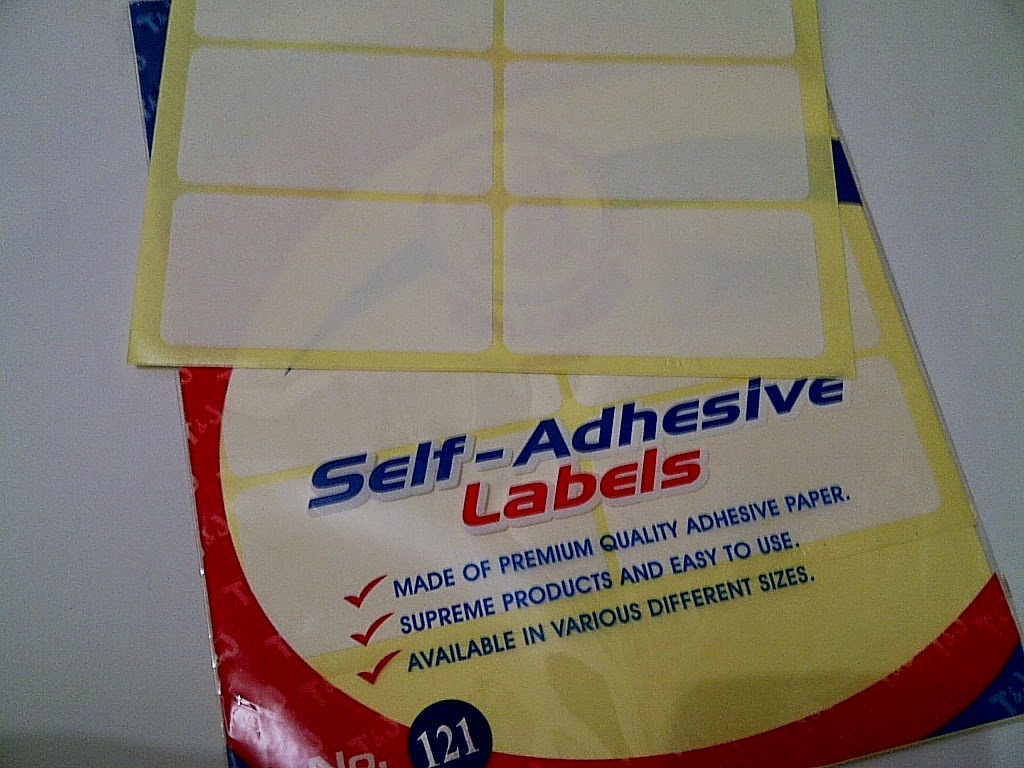 Self-Adhesive
Labels
MADE OF PREMIUM QUALITY ADHESIVE PAPER.
SUPREME PRODUCTS AND EASY TO USE.
AVAILABLE IN VARIOUS DIFFERENT SIZES.
No. 121